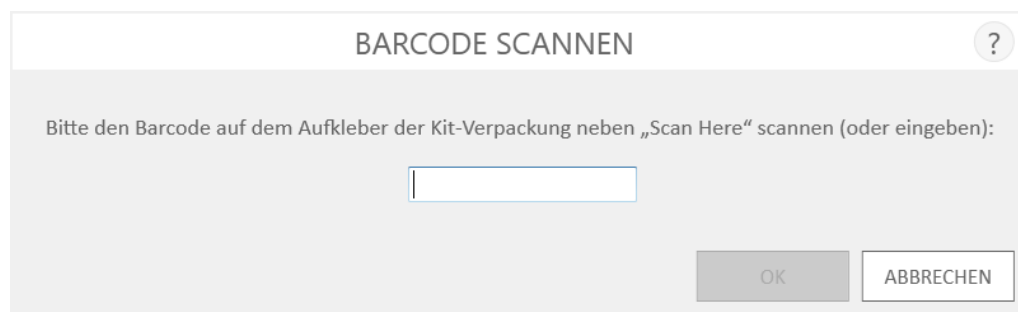 BARCODE SCANNEN
?
Bitte den Barcode auf dem Aufkleber der Kit-Verpackung neben „Scan Here“ scannen (oder eingeben):
OK
ABBRECHEN